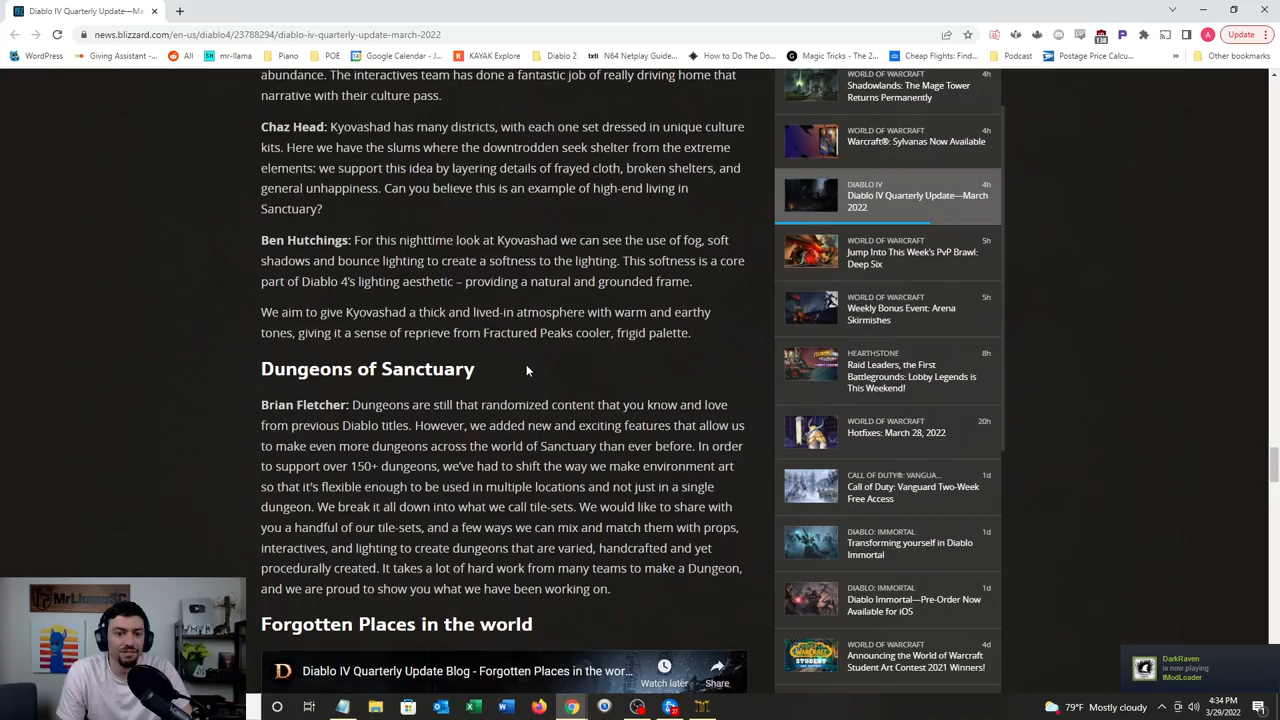 Diablo IV Quarterly Update—Ma
news.blizzard.com/en-us/diablo4/23788294/diablo-iv-quarterly-update-march-2022
Update
WordPress
Giving Assistant -...
All
mr-llama
Piano
POE
Google Calendar - J...
KAYAK Explore
Diablo 2
txti
N64 Netplay Guide...
How to Do The Do...
Magic Tricks - The 2...
Cheap Flights: Find...
Podcast
Postage Price Calcu...
»
Other bookmarks
abundance. The interactives team has done a fantastic job of really driving home that
narrative with their culture pass.
Chaz Head: Kyovashad has many districts, with each one set dressed in unique culture
kits. Here we have the slums where the downtrodden seek shelter from the extreme
elements: we support this idea by layering details of frayed cloth, broken shelters, and
general unhappiness. Can you believe this is an example of high-end living in
Sanctuary?
Ben Hutchings: For this nighttime look at Kyovashad we can see the use of fog, soft
shadows and bounce lighting to create a softness to the lighting. This softness is a core
part of Diablo 4's lighting aesthetic – providing a natural and grounded frame.
We aim to give Kyovashad a thick and lived-in atmosphere with warm and earthy
tones, giving it a sense of reprieve from Fractured Peaks cooler, frigid palette.
Dungeons of Sanctuary
Brian Fletcher: Dungeons are still that randomized content that you know and love
from previous Diablo titles. However, we added new and exciting features that allow us
to make even more dungeons across the world of Sanctuary than ever before. In order
to support over 150+ dungeons, we've had to shift the way we make environment art
so that it's flexible enough to be used in multiple locations and not just in a single
dungeon. We break it all down into what we call tile-sets. We would like to share with
you a handful of our tile-sets, and a few ways we can mix and match them with props,
interactives, and lighting to create dungeons that are varied, handcrafted and yet
procedurally created. It takes a lot of hard work from many teams to make a Dungeon,
and we are proud to show you what we have been working on.
Forgotten Places in the world
Diablo IV Quarterly Update Blog - Forgotten Places in the wor...
Watch later
Share
WORLD OF WARCRAFT 4h
Shadowlands: The Mage Tower
Returns Permanently
WORLD OF WARCRAFT 4h
Warcraft®: Sylvanas Now Available
DIABLO IV 4h
Diablo IV Quarterly Update—March
2022
WORLD OF WARCRAFT 5h
Jump Into This Week's PvP Brawl:
Deep Six
WORLD OF WARCRAFT 5h
Weekly Bonus Event: Arena
Skirmishes
HEARTHSTONE 8h
Raid Leaders, the First
Battlegrounds: Lobby Legends is
This Weekend!
WORLD OF WARCRAFT 20h
Hotfixes: March 28, 2022
CALL OF DUTY®: VANGUA... 1d
Call of Duty: Vanguard Two-Week
Free Access
DIABLO: IMMORTAL 1d
Transforming yourself in Diablo
Immortal
DIABLO: IMMORTAL 1d
Diablo Immortal—Pre-Order Now
Available for iOS
WORLD OF WARCRAFT 4d
Announcing the World of Warcraft
Student Art Contest 2021 Winners!
MrLlamaSC
DarkRaven
is now playing
tModLoader
79°F Mostly cloudy
4:34 PM
3/29/2022